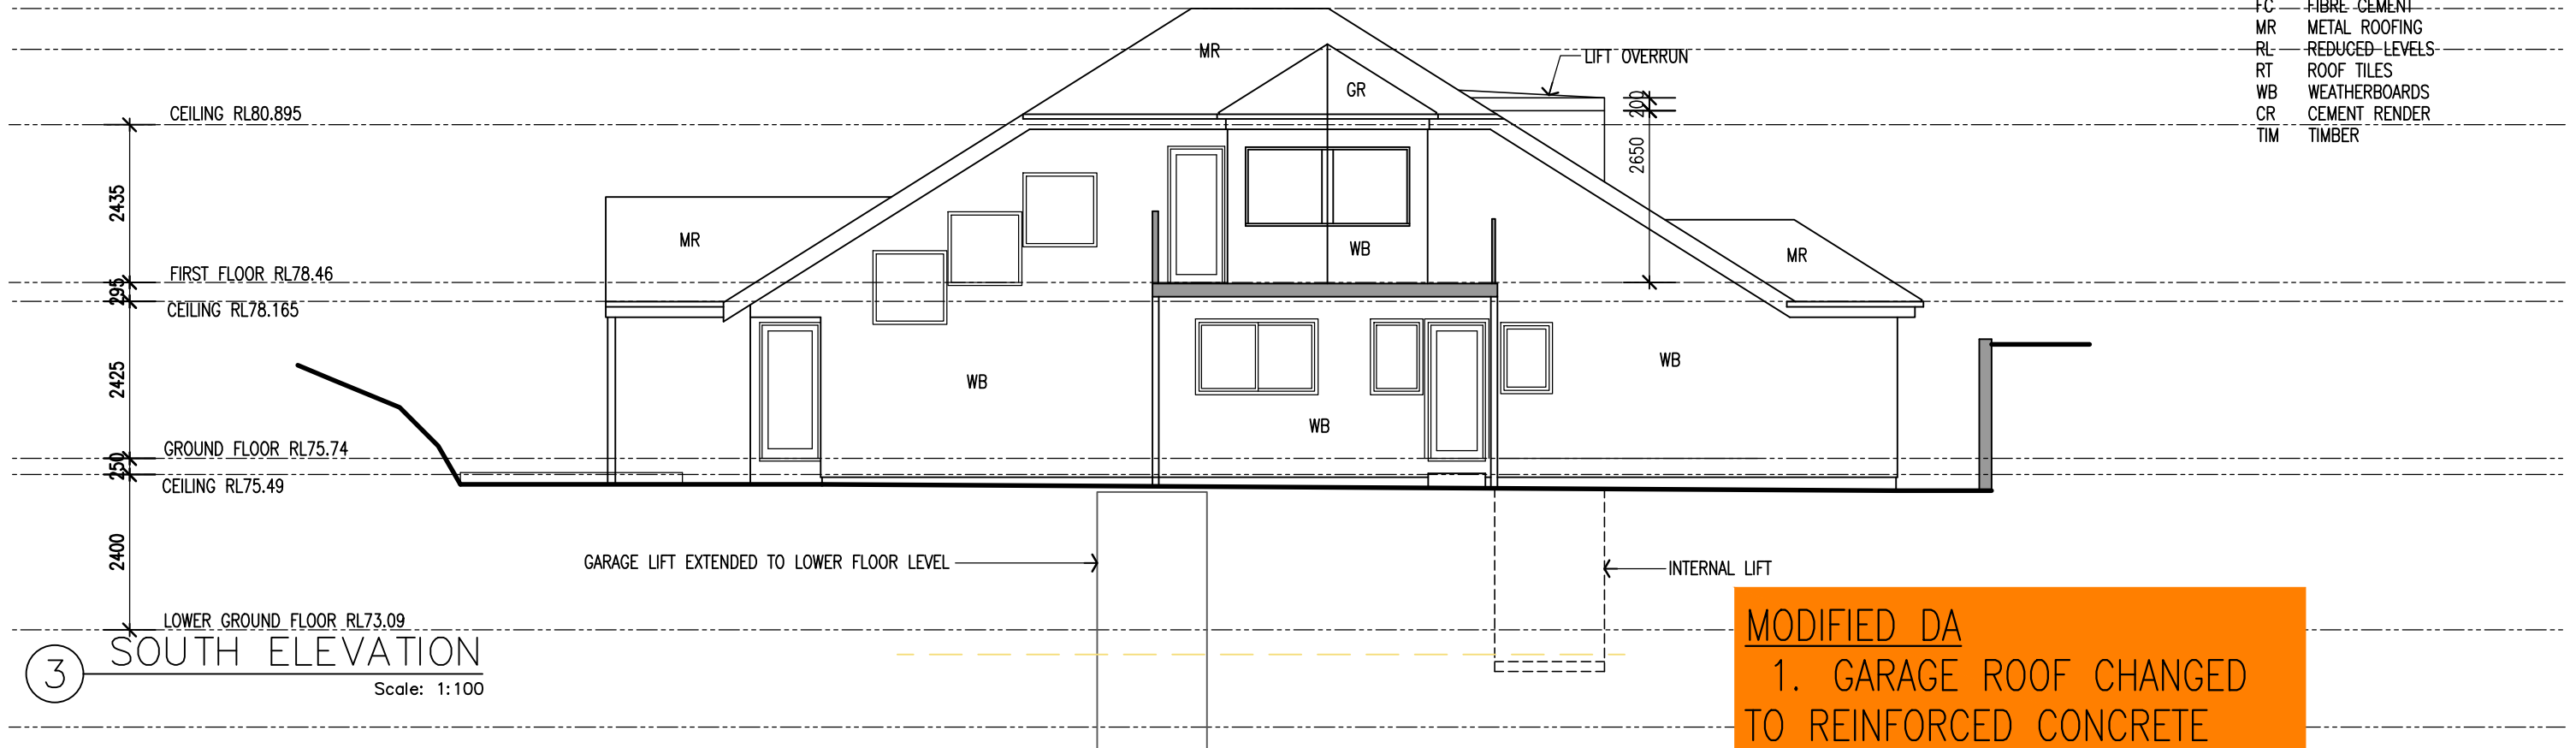 FC FIBRE CEMENT
MR METAL ROOFING
RL REDUCED LEVELS
RT ROOF TILES
WB WEATHERBOARDS
CR CEMENT RENDER
TIM TIMBER
MR
LIFT OVERRUN
GR
200
2650
CEILING RL80.895
2435
MR
WB
MR
FIRST FLOOR RL78.46
295
CEILING RL78.165
2425
WB
WB
WB
GROUND FLOOR RL75.74
250
CEILING RL75.49
2400
GARAGE LIFT EXTENDED TO LOWER FLOOR LEVEL
INTERNAL LIFT
LOWER GROUND FLOOR RL73.09
3 SOUTH ELEVATION
Scale: 1:100
MODIFIED DA
1. GARAGE ROOF CHANGED
TO REINFORCED CONCRETE